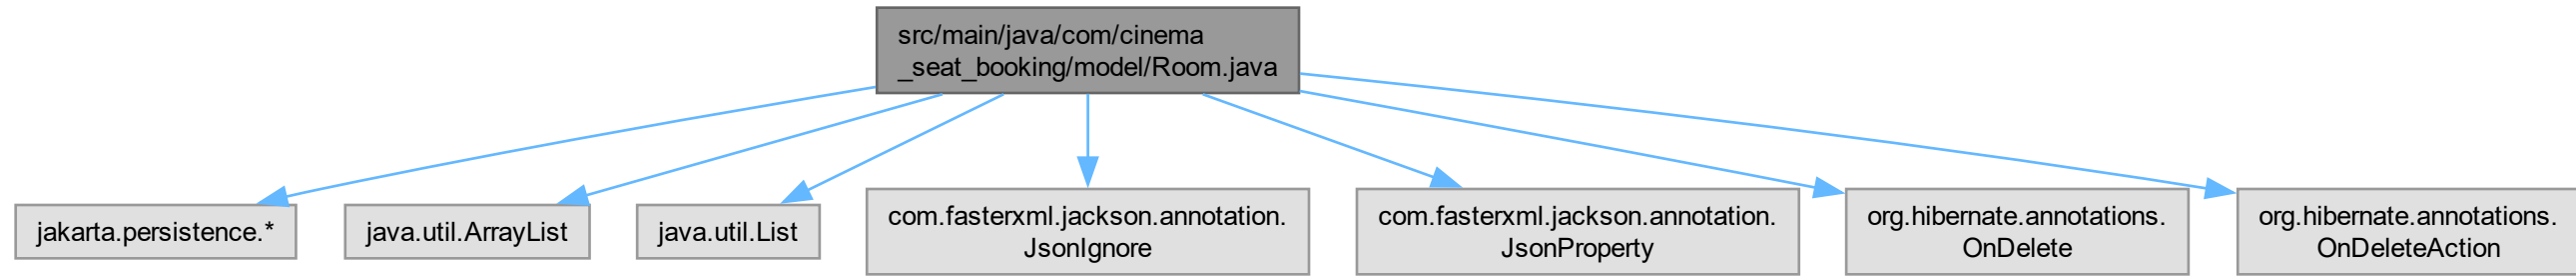 src/main/java/com/cinema
_seat_booking/model/Room.java
jakarta.persistence.*
java.util.ArrayList
java.util.List
com.fasterxml.jackson.annotation.
JsonIgnore
com.fasterxml.jackson.annotation.
JsonProperty
org.hibernate.annotations.
OnDelete
org.hibernate.annotations.
OnDeleteAction